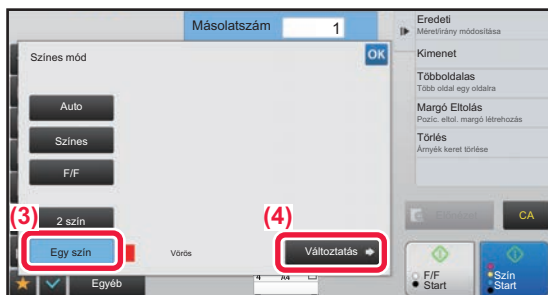 Másolatszám 1
Színes mód
OK
Auto
Színes
F/F
2 szín
(3)
Egy szín
Vörös
(4)
Változtatás
Egyéb
A4
Eredeti
Méret/irány módosítása
Kimenet
Többoldalas
Több oldal egy oldalra
Margó Eltolás
Pozíc. eltol. margó létrehozás
Törlés
Árnyék keret törlése
CA
F/F
Start
Szín
Start